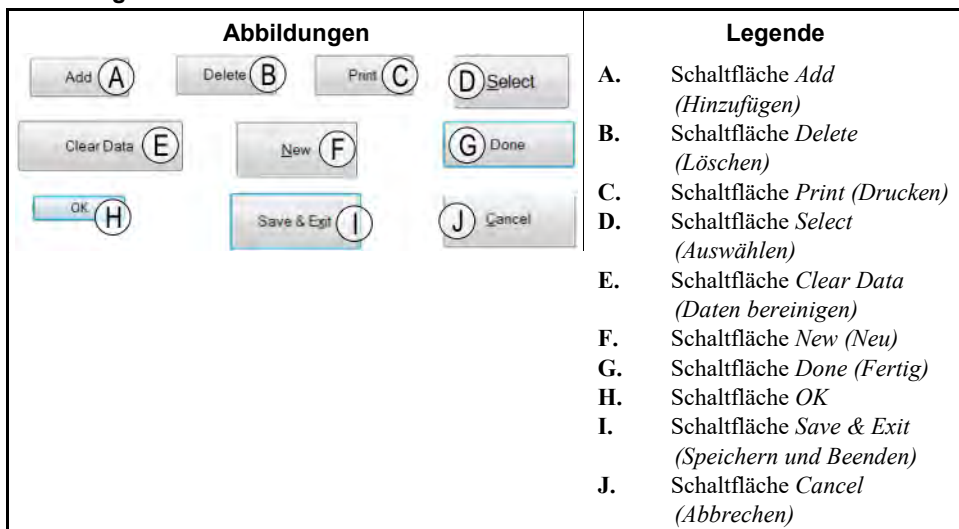 Abbildungen
Add A Delete B Print C D Select
Clear Data E New F G Done
OK H Save & Exit I J Cancel
Legende
A. Schaltfläche Add
(Hinzufügen)
B. Schaltfläche Delete
(Löschen)
C. Schaltfläche Print (Drucken)
D. Schaltfläche Select
(Auswählen)
E. Schaltfläche Clear Data
(Daten bereinigen)
F. Schaltfläche New (Neu)
G. Schaltfläche Done (Fertig)
H. Schaltfläche OK
I. Schaltfläche Save & Exit
(Speichern und Beenden)
J. Schaltfläche Cancel
(Abbrechen)